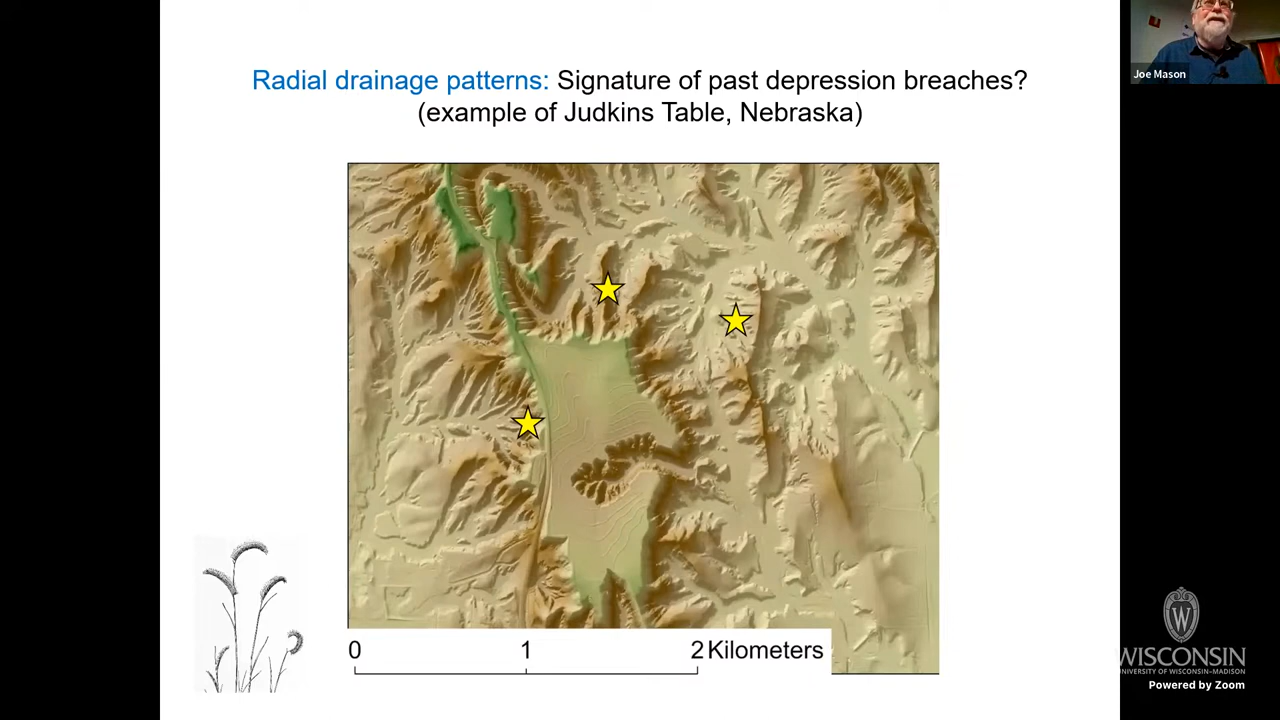 Radial drainage patterns: Signature of past depression breaches?
(example of Judkins Table, Nebraska)
Joe Mason
0 1 2 Kilometers
W
WISCONSIN
UNIVERSITY OF WISCONSIN–MADISON
Powered by Zoom